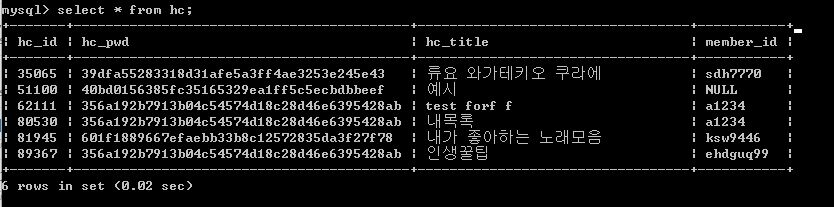 mysql> select * from hc;
| hc_id | hc_pwd | hc_title | member_id |
| 35065 | 39dfa55283318d31afe5a3ff4ae3253e245e43 | 류요 와가테키오 쿠라에 | sdh7770 |
| 51100 | 40bd0156385fc35165329ea1ff5c5ecbdbbeef | 예시 | NULL |
| 62111 | 356a192b7913b04c54574d18c28d46e6395428ab | test forf f | a1234 |
| 80530 | 356a192b7913b04c54574d18c28d46e6395428ab | 내목록 | a1234 |
| 81945 | 601f1889667efaebb33b8c12572835da3f27f78 | 내가 좋아하는 노래모음 | ksw9446 |
| 89367 | 356a192b7913b04c54574d18c28d46e6395428ab | 인생꿀팁 | ehdguq99 |
6 rows in set (0.02 sec)